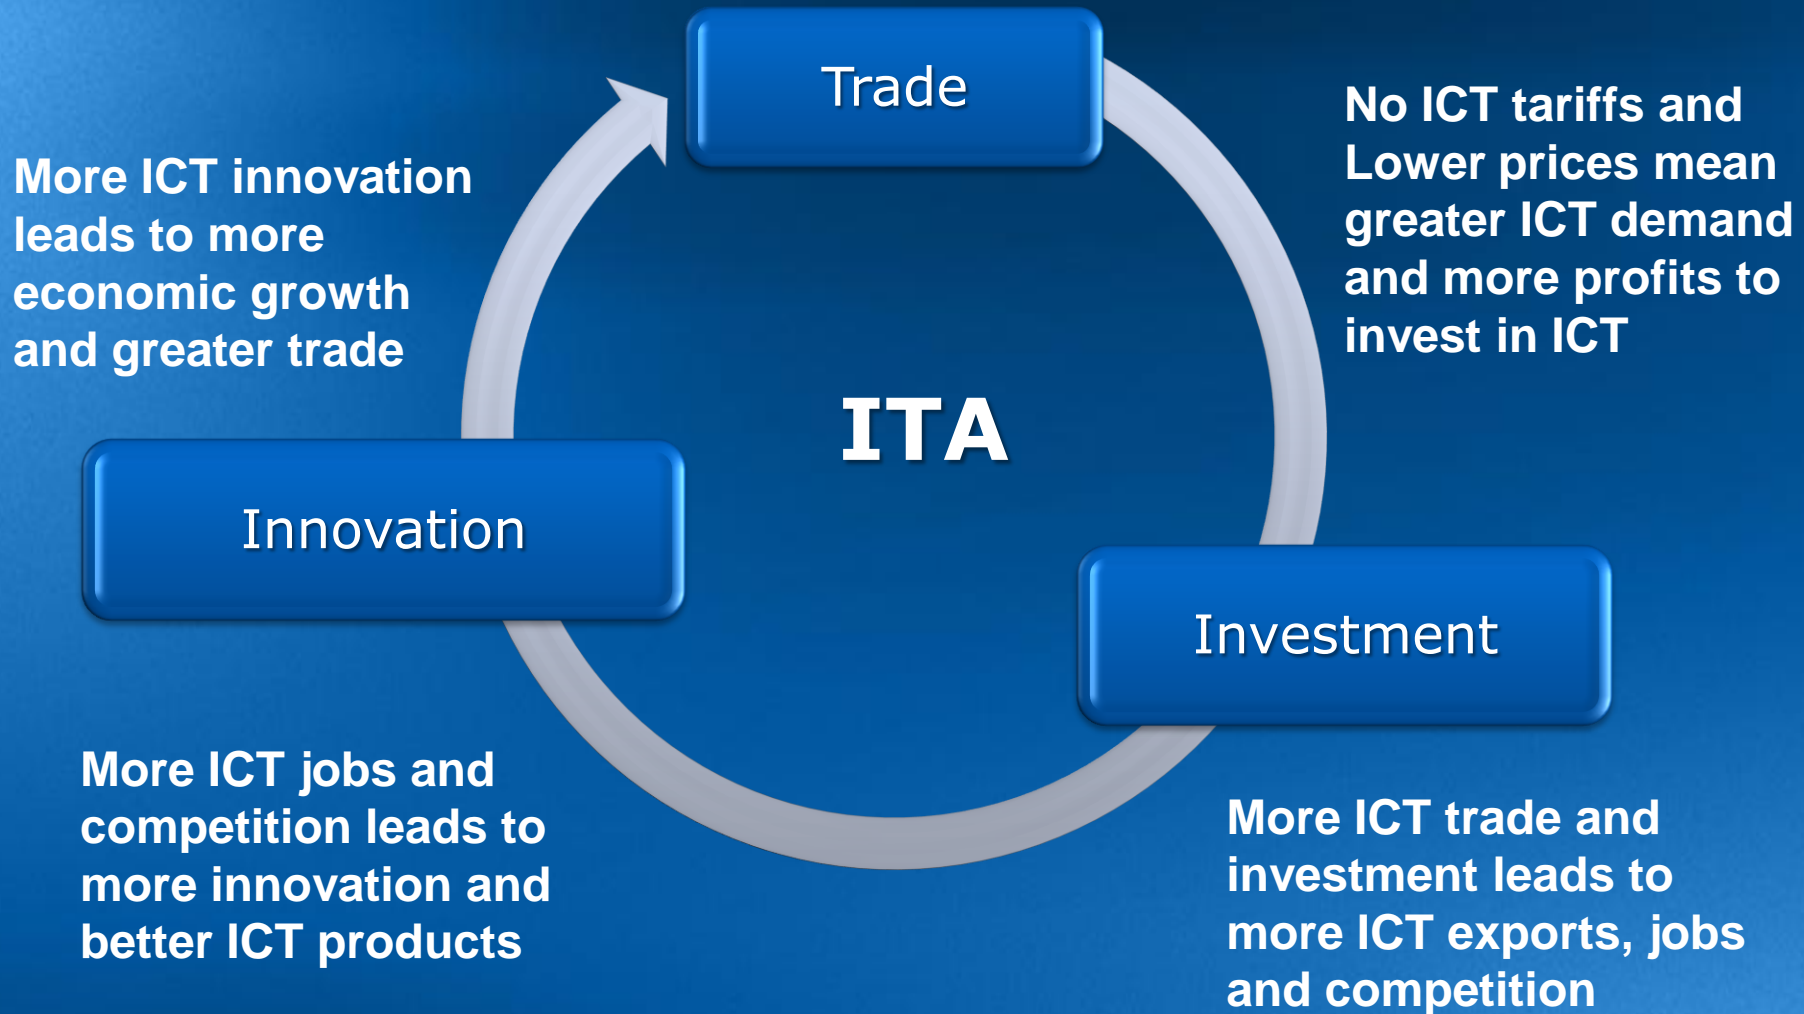 Trade
No ICT tariffs and
Lower prices mean
greater ICT demand
and more profits to
invest in ICT
More ICT innovation
leads to more
economic growth
and greater trade
ITA
Innovation
Investment
More ICT jobs and
competition leads to
more innovation and
better ICT products
More ICT trade and
investment leads to
more ICT exports, jobs
and competition